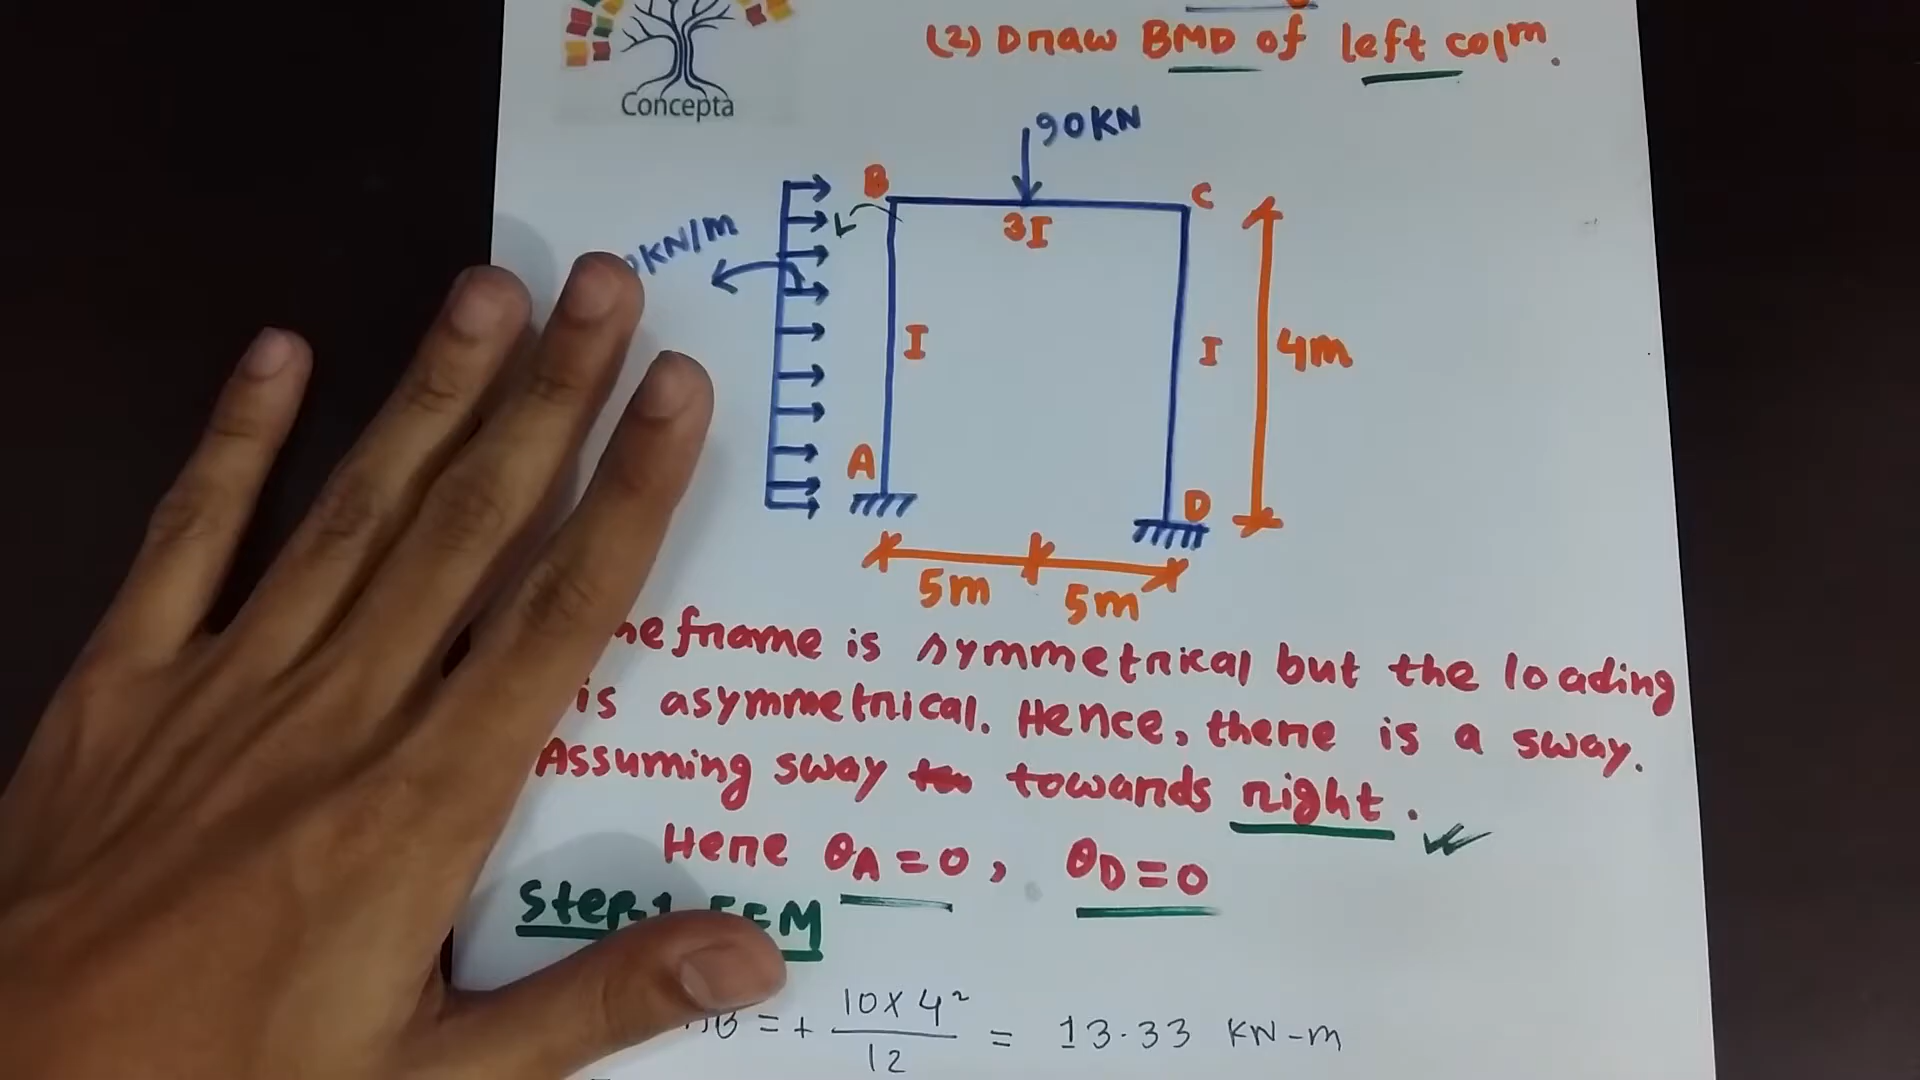 (2) Draw BMD of left colm.
Concepta
90KN
B
C
KN/m
3I
I
I
4m
A
D
5m
5m
frame is symmetrical but the loading
is asymmetrical. Hence, there is a sway.
Assuming sway towards right.
Here θA = 0, θD = 0
Step-1 FEM
= + 10 x 4² / 12 = 13.33 KN-m